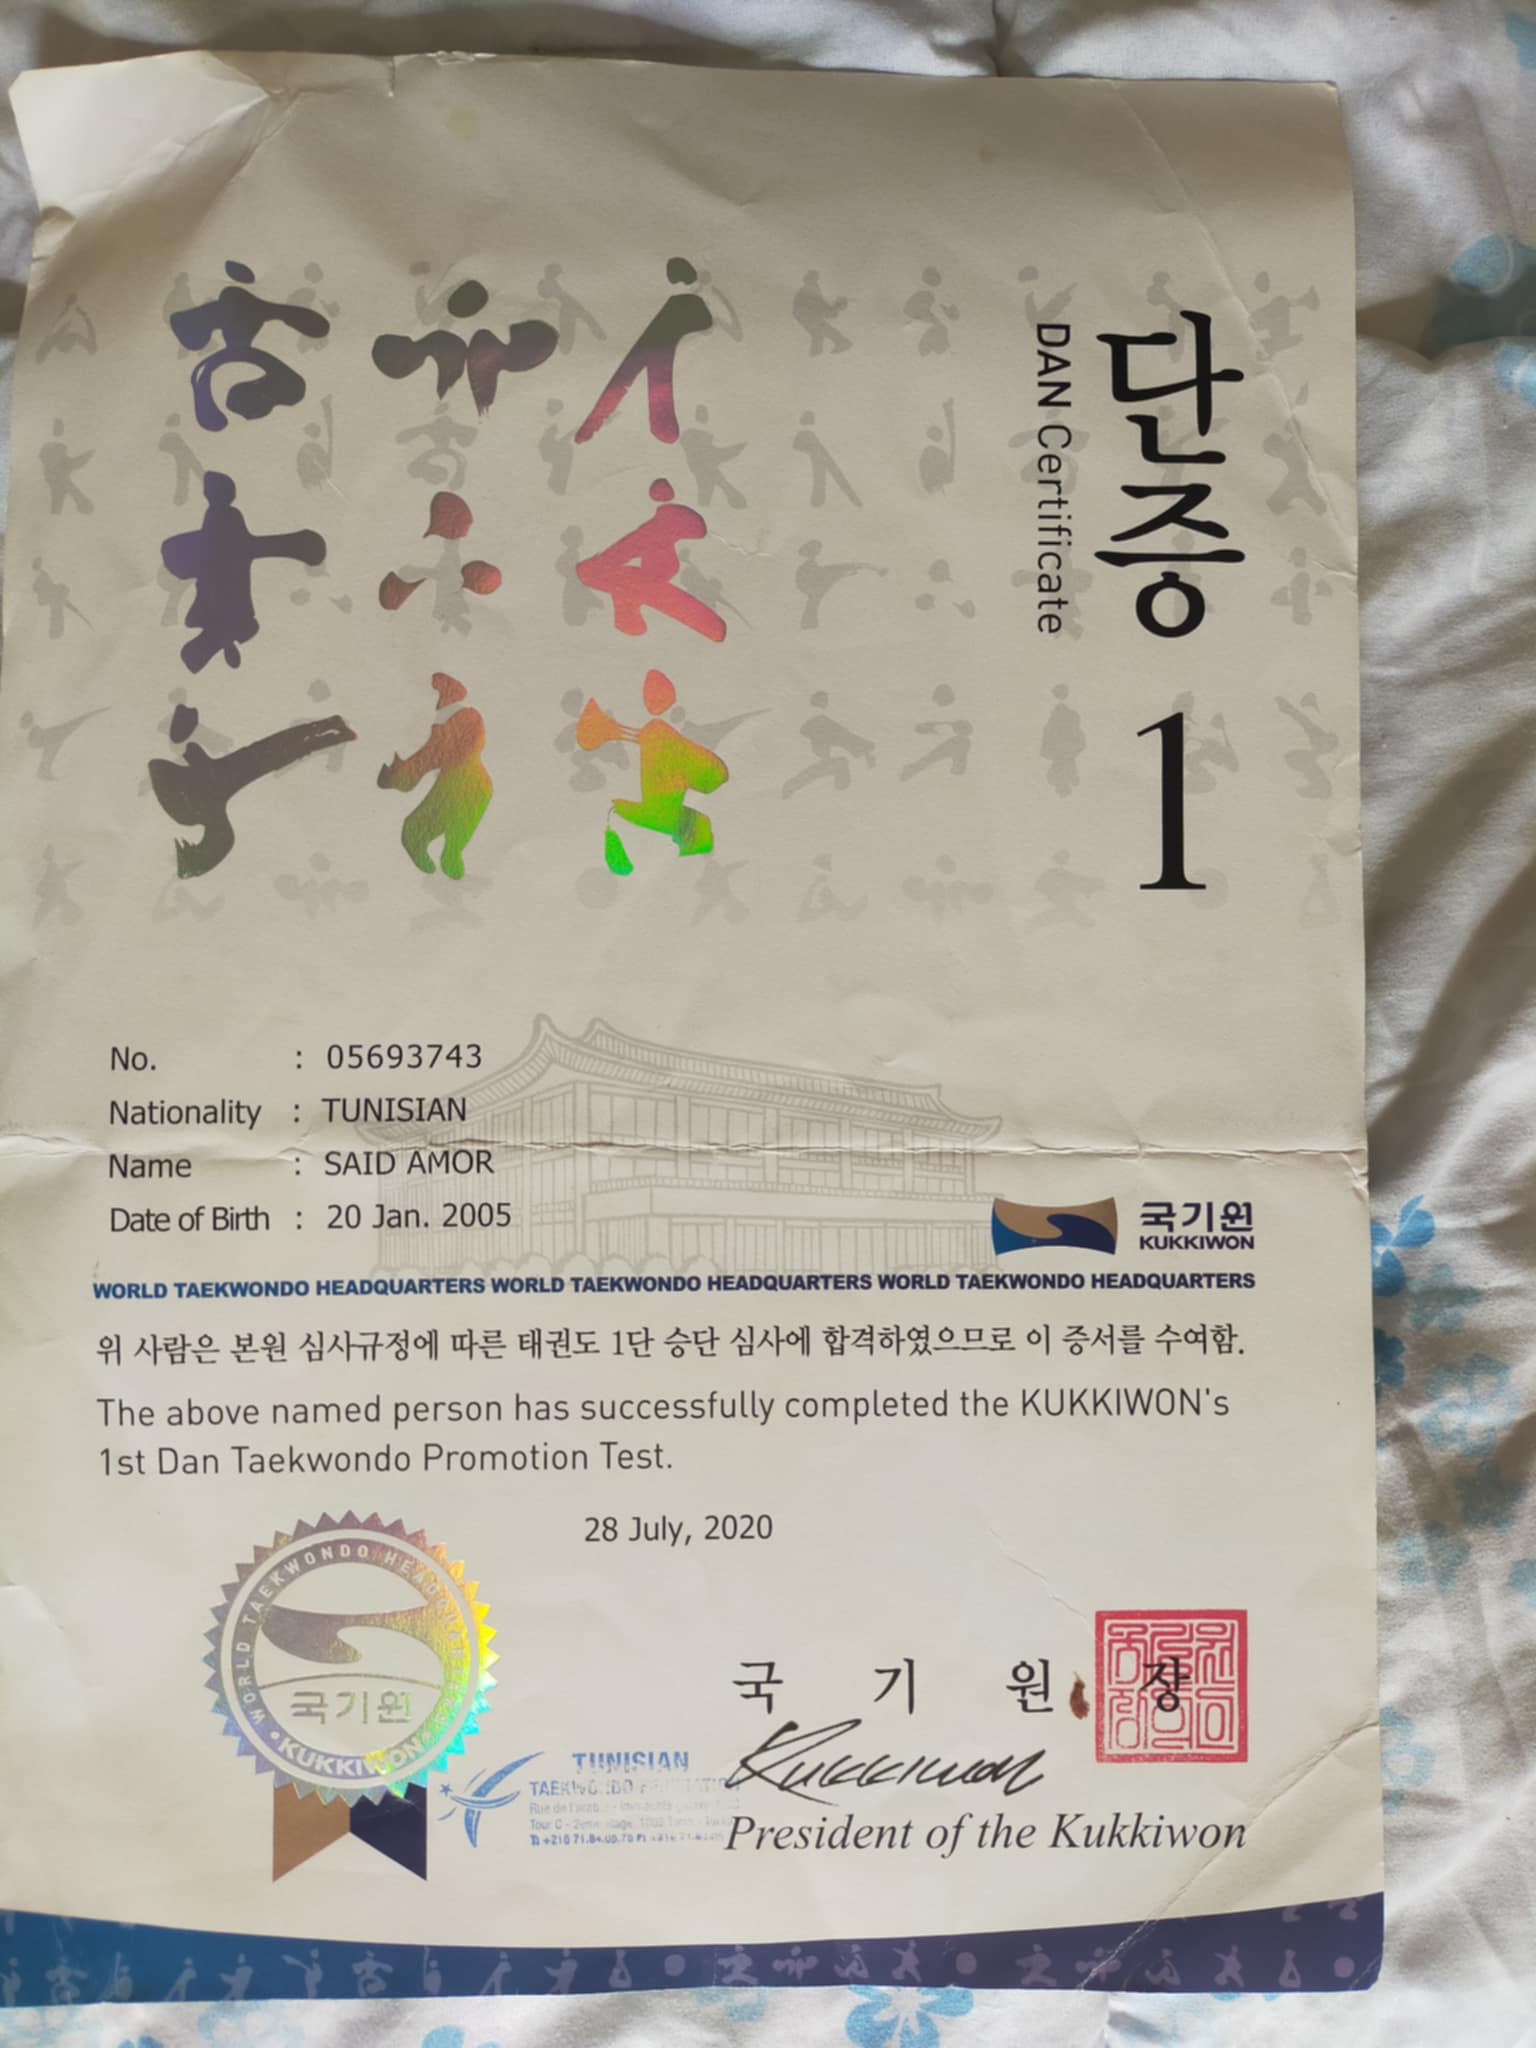 단증 1
DAN Certificate
No. : 05693743
Nationality : TUNISIAN
Name : SAID AMOR
Date of Birth : 20 Jan. 2005
국기원
KUKKIWON
WORLD TAEKWONDO HEADQUARTERS WORLD TAEKWONDO HEADQUARTERS WORLD TAEKWONDO HEADQUARTERS
위 사람은 본원 심사규정에 따른 태권도 1단 승단 심사에 합격하였으므로 이 증서를 수여함.
The above named person has successfully completed the KUKKIWON's
1st Dan Taekwondo Promotion Test.
28 July, 2020
WORLD TAEKWONDO HEADQUARTERS
국기원
KUKKIWON
국 기 원 장
Kukkiwon
President of the Kukkiwon
TUNISIAN
TAEKWONDO